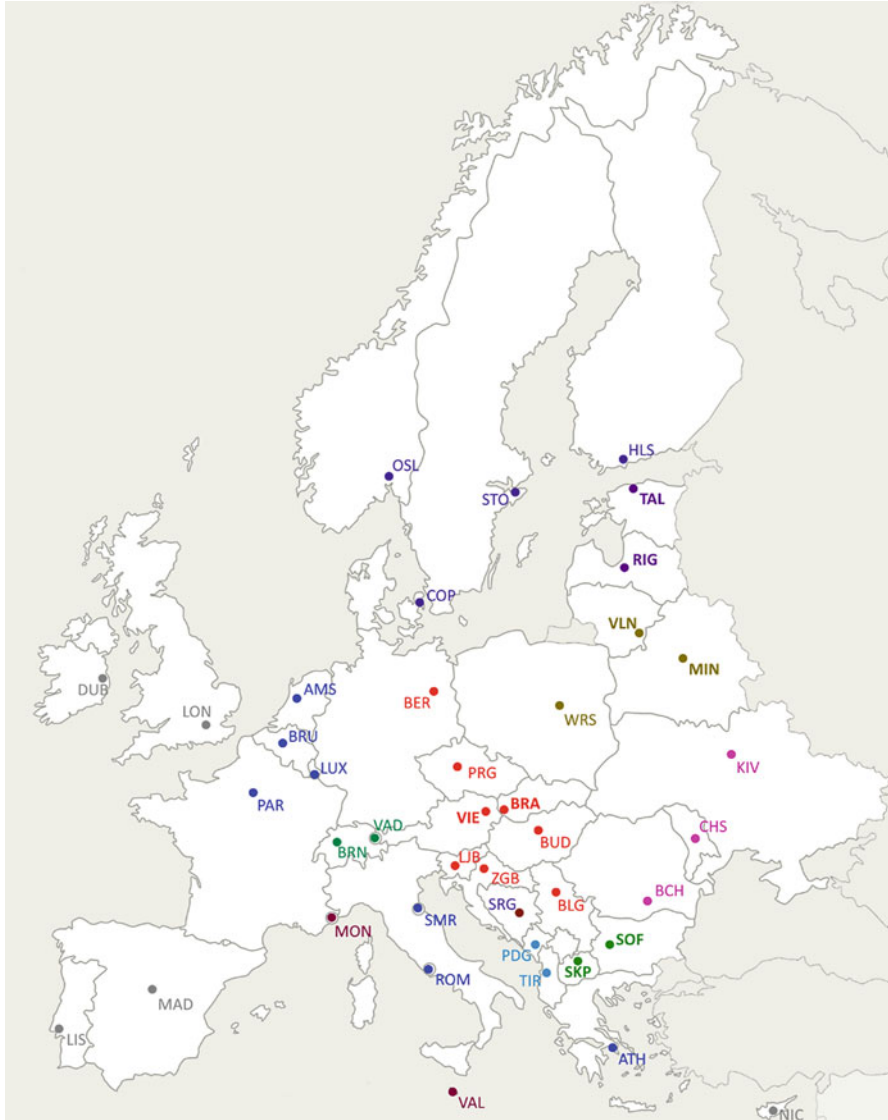 HLS
OSL
STO
TAL
RIG
COP
VLN
MIN
DUB
AMS
BER
LON
WRS
BRU
KIV
LUX
PRG
PAR
BRA
VIE
VAD
CHS
BUD
BRN
LJB
ZGB
BCH
BLG
SRG
SMR
MON
SOF
PDG
SKP
ROM
TIR
MAD
LIS
ATH
VAL
NIC